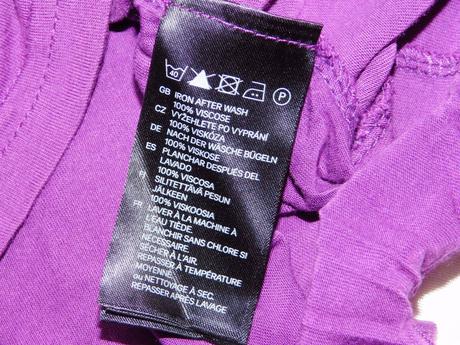 40 P
GB IRON AFTER WASH
100% VISCOSE
CZ VYŽEHLETE PO VYPRÁNÍ
100% VISKÓZA
DE NACH DER WÄSCHE BÜGELN
100% VISKOSE
ES PLANCHAR DESPUÉS DEL
LAVADO
100% VISCOSA
FI SILITETTÄVÄ PESUN
JÄLKEEN
100% VISKOOSIA
FR LAVER À LA MACHINE À
L'EAU TIÈDE.
BLANCHIR SANS CHLORE SI
NÉCESSAIRE.
SÉCHER À L'AIR
REPASSER À TEMPÉRATURE
MOYENNE
ou NETTOYAGE À SEC.
REPASSER APRÈS LAVAGE